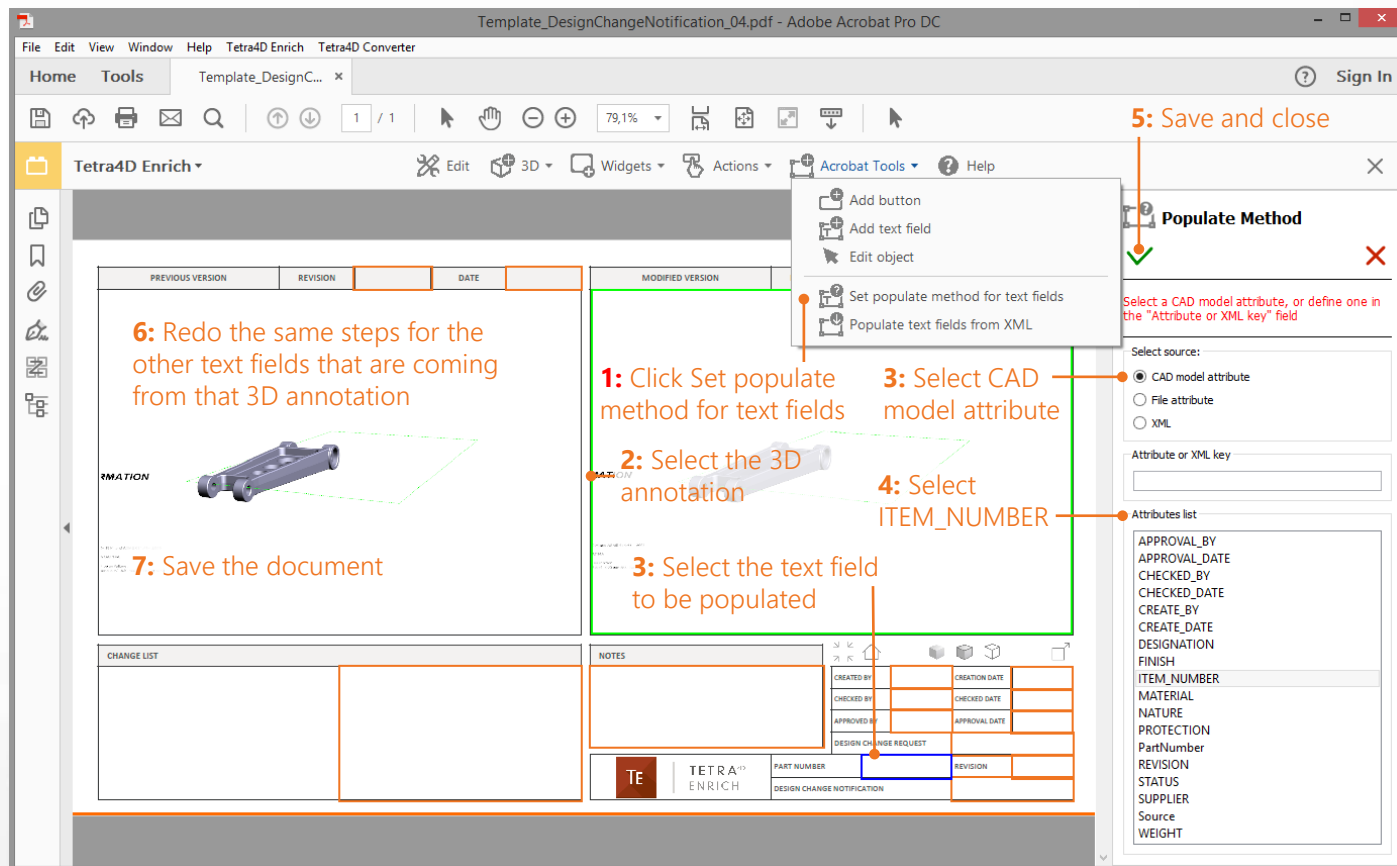 Template_DesignChangeNotification_04.pdf - Adobe Acrobat Pro DC
File Edit View Window Help Tetra4D Enrich Tetra4D Converter
Home Tools Template_DesignC... × ? Sign In
1 / 1 79,1%
5: Save and close
Tetra4D Enrich Edit 3D Widgets Actions Acrobat Tools Help
Add button
Add text field
Edit object
Set populate method for text fields
Populate text fields from XML
Populate Method
Select a CAD model attribute, or define one in
the "Attribute or XML key" field
Select source:
CAD model attribute
File attribute
XML
Attribute or XML key
Attributes list
APPROVAL_BY
APPROVAL_DATE
CHECKED_BY
CHECKED_DATE
CREATE_BY
CREATE_DATE
DESIGNATION
FINISH
ITEM_NUMBER
MATERIAL
NATURE
PROTECTION
PartNumber
REVISION
STATUS
SUPPLIER
Source
WEIGHT
PREVIOUS VERSION REVISION DATE MODIFIED VERSION
6: Redo the same steps for the
other text fields that are coming
from that 3D annotation
1: Click Set populate
method for text fields
3: Select CAD
model attribute
2: Select the 3D
annotation
4: Select
ITEM_NUMBER
RMATION
7: Save the document
3: Select the text field
to be populated
CHANGE LIST NOTES
CREATED BY CREATION DATE
CHECKED BY CHECKED DATE
APPROVED BY APPROVAL DATE
DESIGN CHANGE REQUEST
PART NUMBER REVISION
DESIGN CHANGE NOTIFICATION
TE TETRA4D
ENRICH